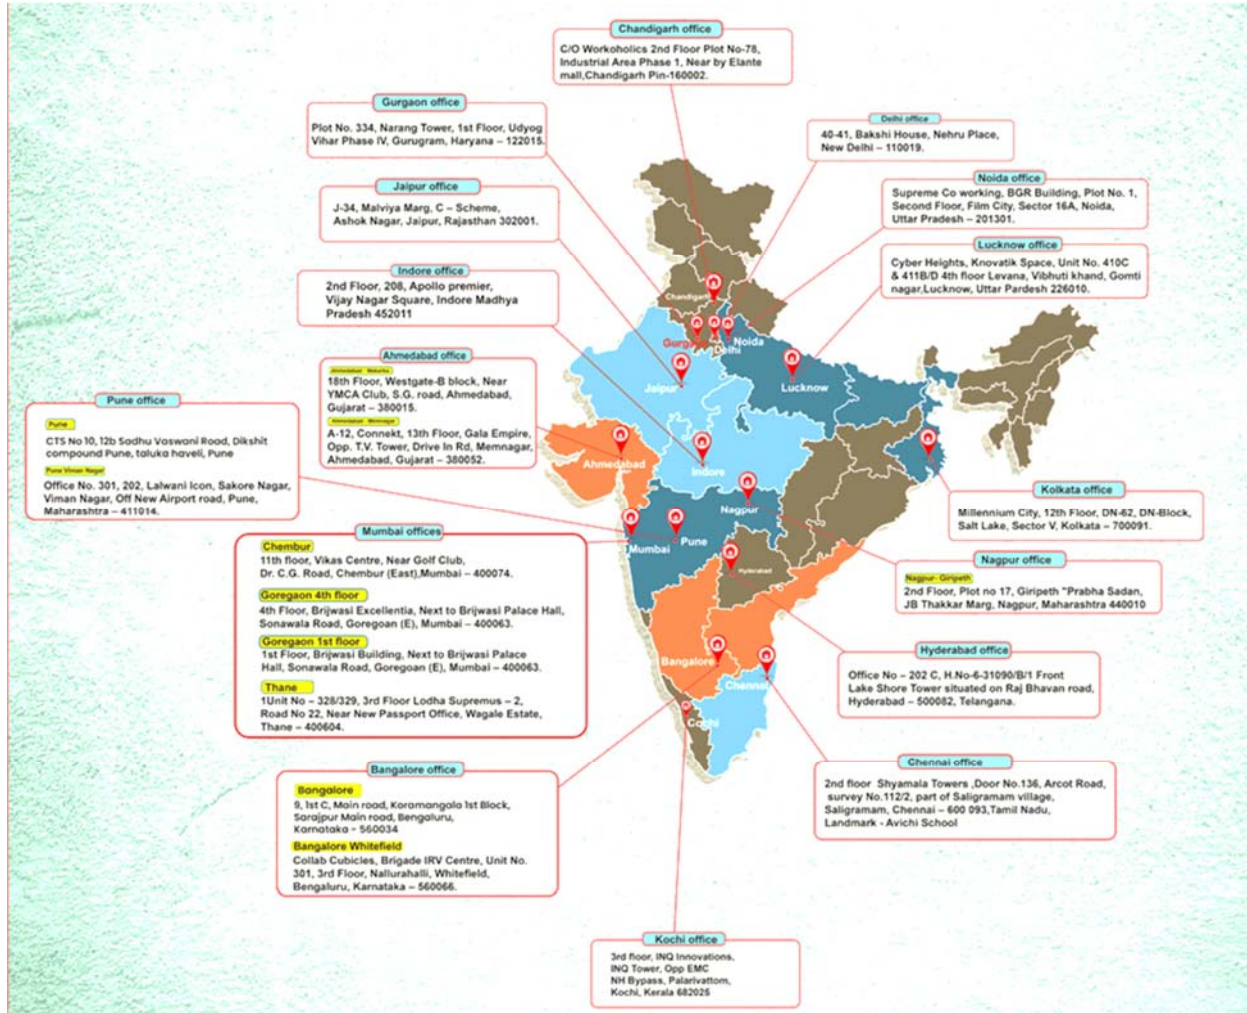 Chandigarh office
C/O Workoholics 2nd Floor Plot No-78,
Industrial Area Phase 1, Near by Elante
mall,Chandigarh Pin-160002.
Gurgaon office
Plot No. 334, Narang Tower, 1st Floor, Udyog
Vihar Phase IV, Gurugram, Haryana – 122015.
Delhi office
40-41, Bakshi House, Nehru Place,
New Delhi – 110019.
Jaipur office
J-34, Malviya Marg, C – Scheme,
Ashok Nagar, Jaipur, Rajasthan 302001.
Noida office
Supreme Co working, BGR Building, Plot No. 1,
Second Floor, Film City, Sector 16A, Noida,
Uttar Pradesh – 201301.
Lucknow office
Cyber Heights, Knovatik Space, Unit No. 410C
& 411B/D 4th floor Levana, Vibhuti khand, Gomti
nagar,Lucknow, Uttar Pardesh 226010.
Indore office
2nd Floor, 208, Apollo premier,
Vijay Nagar Square, Indore Madhya
Pradesh 452011
Ahmedabad office
Ahmedabad - Makarba
18th Floor, Westgate-B block, Near
YMCA Club, S.G. road, Ahmedabad,
Gujarat – 380015.
Ahmedabad - Memnagar
A-12, Connekt, 13th Floor, Gala Empire,
Opp. T.V. Tower, Drive In Rd, Memnagar,
Ahmedabad, Gujarat – 380052.
Pune office
Pune
CTS No 10, 12b Sadhu Vaswani Road, Dikshit
compound Pune, taluka haveli, Pune
Pune Viman Nagar
Office No. 301, 202, Lalwani Icon, Sakore Nagar,
Viman Nagar, Off New Airport road, Pune,
Maharashtra – 411014.
Mumbai offices
Chembur
11th floor, Vikas Centre, Near Golf Club,
Dr. C.G. Road, Chembur (East),Mumbai – 400074.
Goregaon 4th floor
4th Floor, Brijwasi Excellentia, Next to Brijwasi Palace Hall,
Sonawala Road, Goregoan (E), Mumbai – 400063.
Goregaon 1st floor
1st Floor, Brijwasi Building, Next to Brijwasi Palace
Hall, Sonawala Road, Goregoan (E), Mumbai – 400063.
Thane
1Unit No – 328/329, 3rd Floor Lodha Supremus – 2,
Road No 22, Near New Passport Office, Wagale Estate,
Thane – 400604.
Bangalore office
Bangalore
9, 1st C, Main road, Koramangala 1st Block,
Sarajpur Main road, Bengaluru,
Karnataka - 560034
Bangalore Whitefield
Collab Cubicles, Brigade IRV Centre, Unit No.
301, 3rd Floor, Nallurahalli, Whitefield,
Bengaluru, Karnataka – 560066.
Kolkata office
Millennium City, 12th Floor, DN-62, DN-Block,
Salt Lake, Sector V, Kolkata – 700091.
Nagpur office
Nagpur- Giripeth
2nd Floor, Plot no 17, Giripeth "Prabha Sadan,
JB Thakkar Marg, Nagpur, Maharashtra 440010
Hyderabad office
Office No – 202 C, H.No-6-31090/B/1 Front
Lake Shore Tower situated on Raj Bhavan road,
Hyderabad – 500082, Telangana.
Chennai office
2nd floor Shyamala Towers ,Door No.136, Arcot Road,
survey No.112/2, part of Saligramam village,
Saligramam, Chennai – 600 093,Tamil Nadu,
Landmark - Avichi School
Kochi office
3rd floor, INQ Innovations,
INQ Tower, Opp EMC
NH Bypass, Palarivattom,
Kochi, Kerala 682025
Chandigarh
Gurgaon
Delhi
Noida
Jaipur
Lucknow
Ahmedabad
Indore
Nagpur
Mumbai
Pune
Hyderabad
Bangalore
Chennai
Cochi